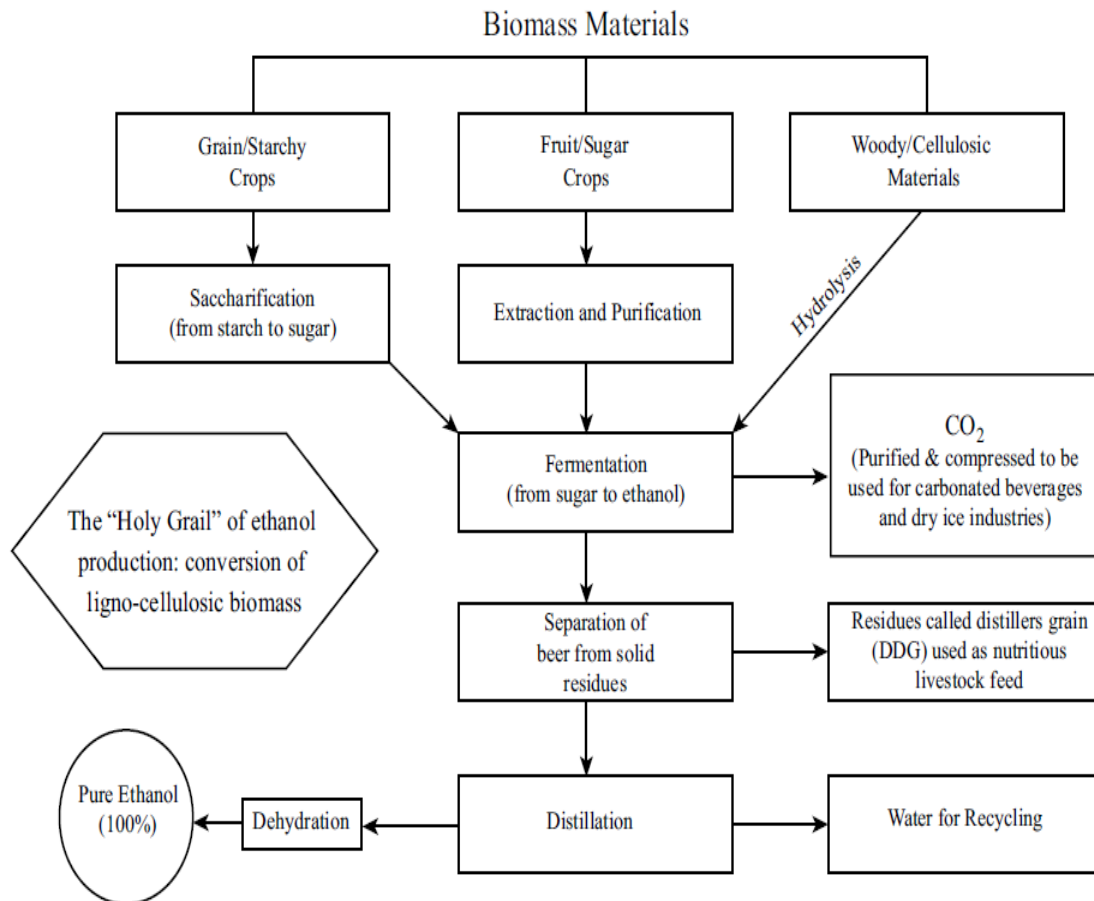 Biomass Materials
Grain/Starchy
Crops
Fruit/Sugar
Crops
Woody/Cellosic
Materials
Saccharification
(from starch to sugar)
Extraction and Purification
Hydrolysis
Fermentation
(from sugar to ethanol)
CO₂
(Purified & compressed to be
used for carbonated beverages
and dry ice industries)
The “Holy Grail” of ethanol
production: conversion of
ligno-cellulosic biomass
Separation of
beer from solid
residues
Residues called distillers grain
(DDG) used as nutritious
livestock feed
Pure Ethanol
(100%)
Dehydration
Distillation
Water for Recycling